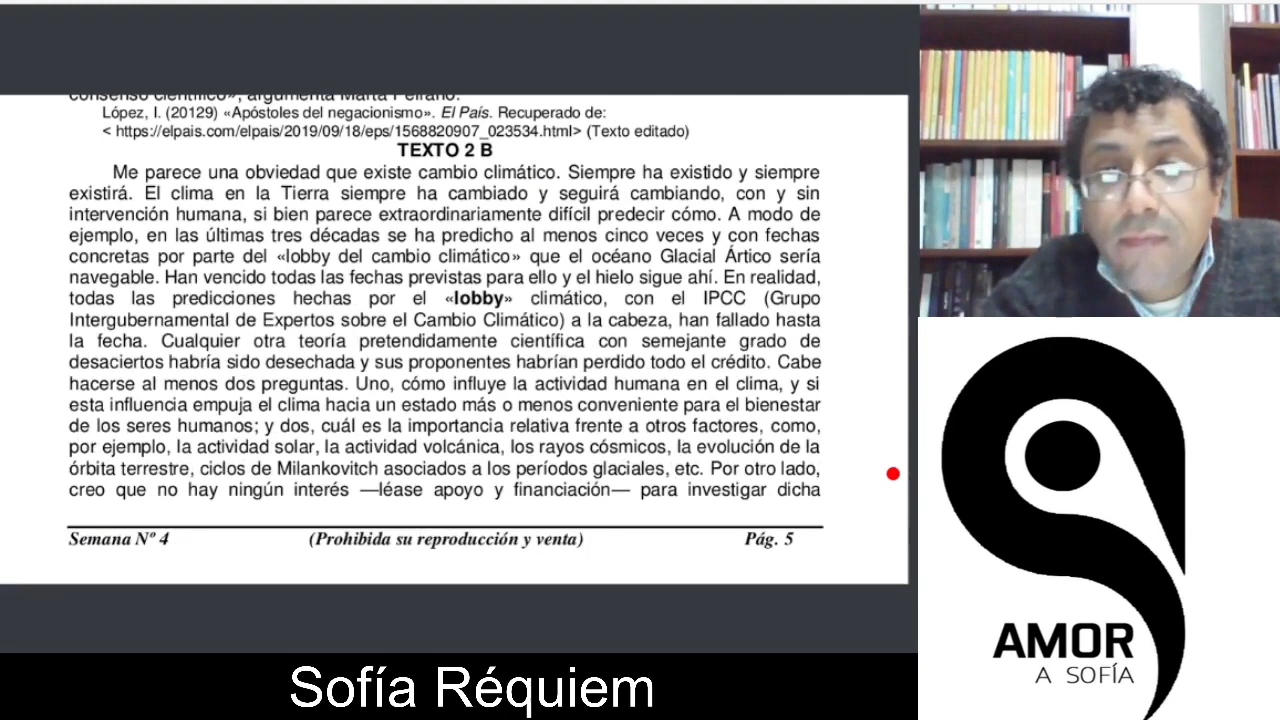 consenso científico», argumenta Marta Peirano.
López, I. (20129) «Apóstoles del negacionismo». El País. Recuperado de:
< https://elpais.com/elpais/2019/09/18/eps/1568820907_023534.html> (Texto editado)
TEXTO 2 B
Me parece una obviedad que existe cambio climático. Siempre ha existido y siempre
existirá. El clima en la Tierra siempre ha cambiado y seguirá cambiando, con y sin
intervención humana, si bien parece extraordinariamente difícil predecir cómo. A modo de
ejemplo, en las últimas tres décadas se ha predicho al menos cinco veces y con fechas
concretas por parte del «lobby del cambio climático» que el océano Glacial Ártico sería
navegable. Han vencido todas las fechas previstas para ello y el hielo sigue ahí. En realidad,
todas las predicciones hechas por el «lobby» climático, con el IPCC (Grupo
Intergubernamental de Expertos sobre el Cambio Climático) a la cabeza, han fallado hasta
la fecha. Cualquier otra teoría pretendidamente científica con semejante grado de
desaciertos habría sido desechada y sus proponentes habrían perdido todo el crédito. Cabe
hacerse al menos dos preguntas. Uno, cómo influye la actividad humana en el clima, y si
esta influencia empuja el clima hacia un estado más o menos conveniente para el bienestar
de los seres humanos; y dos, cuál es la importancia relativa frente a otros factores, como,
por ejemplo, la actividad solar, la actividad volcánica, los rayos cósmicos, la evolución de la
órbita terrestre, ciclos de Milankovitch asociados a los períodos glaciales, etc. Por otro lado,
creo que no hay ningún interés —léase apoyo y financiación— para investigar dicha
Semana Nº 4 (Prohibida su reproducción y venta) Pág. 5
AMOR
A SOFÍA
Sofía Réquiem